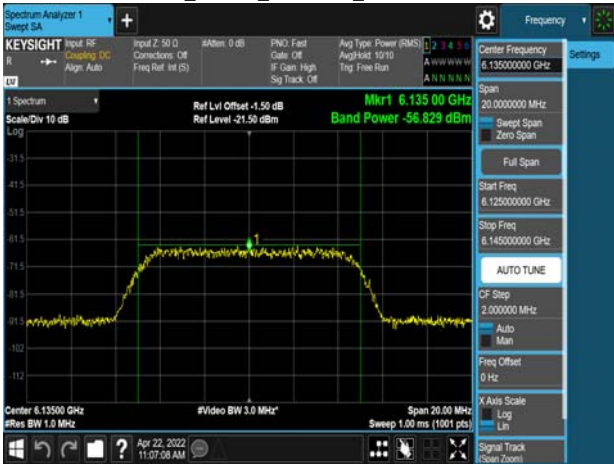 Spectrum Analyzer 1
Swept SA
Frequency
KEYSIGHT
Input: RF
Coupling: DC
Align: Auto
Input Z: 50 Ω
Corrections: Off
Freq Ref: Int (S)
#Atten: 0 dB
PNO: Fast
Gate: Off
IF Gain: High
Sig Track: Off
Avg Type: Power (RMS)
Avg|Hold: 10/10
Trig: Free Run
1 2 3 4 5 6
A W W W W W
A N N N N N
LXI
R
1 Spectrum
Scale/Div 10 dB
Log
Ref Lvl Offset -1.50 dB
Ref Level -21.50 dBm
Mkr1 6.135 00 GHz
Band Power -56.829 dBm
-31.5
-41.5
-51.5
-61.5
-71.5
-81.5
-91.5
-102
-112
1
Center 6.13500 GHz
#Res BW 1.0 MHz
#Video BW 3.0 MHz*
Span 20.00 MHz
Sweep 1.00 ms (1001 pts)
Apr 22, 2022
11:07:08 AM
Center Frequency
6.135000000 GHz
Settings
Span
20.0000000 MHz
Swept Span
Zero Span
Full Span
Start Freq
6.125000000 GHz
Stop Freq
6.145000000 GHz
AUTO TUNE
CF Step
2.000000 MHz
Auto
Man
Freq Offset
0 Hz
X Axis Scale
Log
Lin
Signal Track
(Span Zoom)